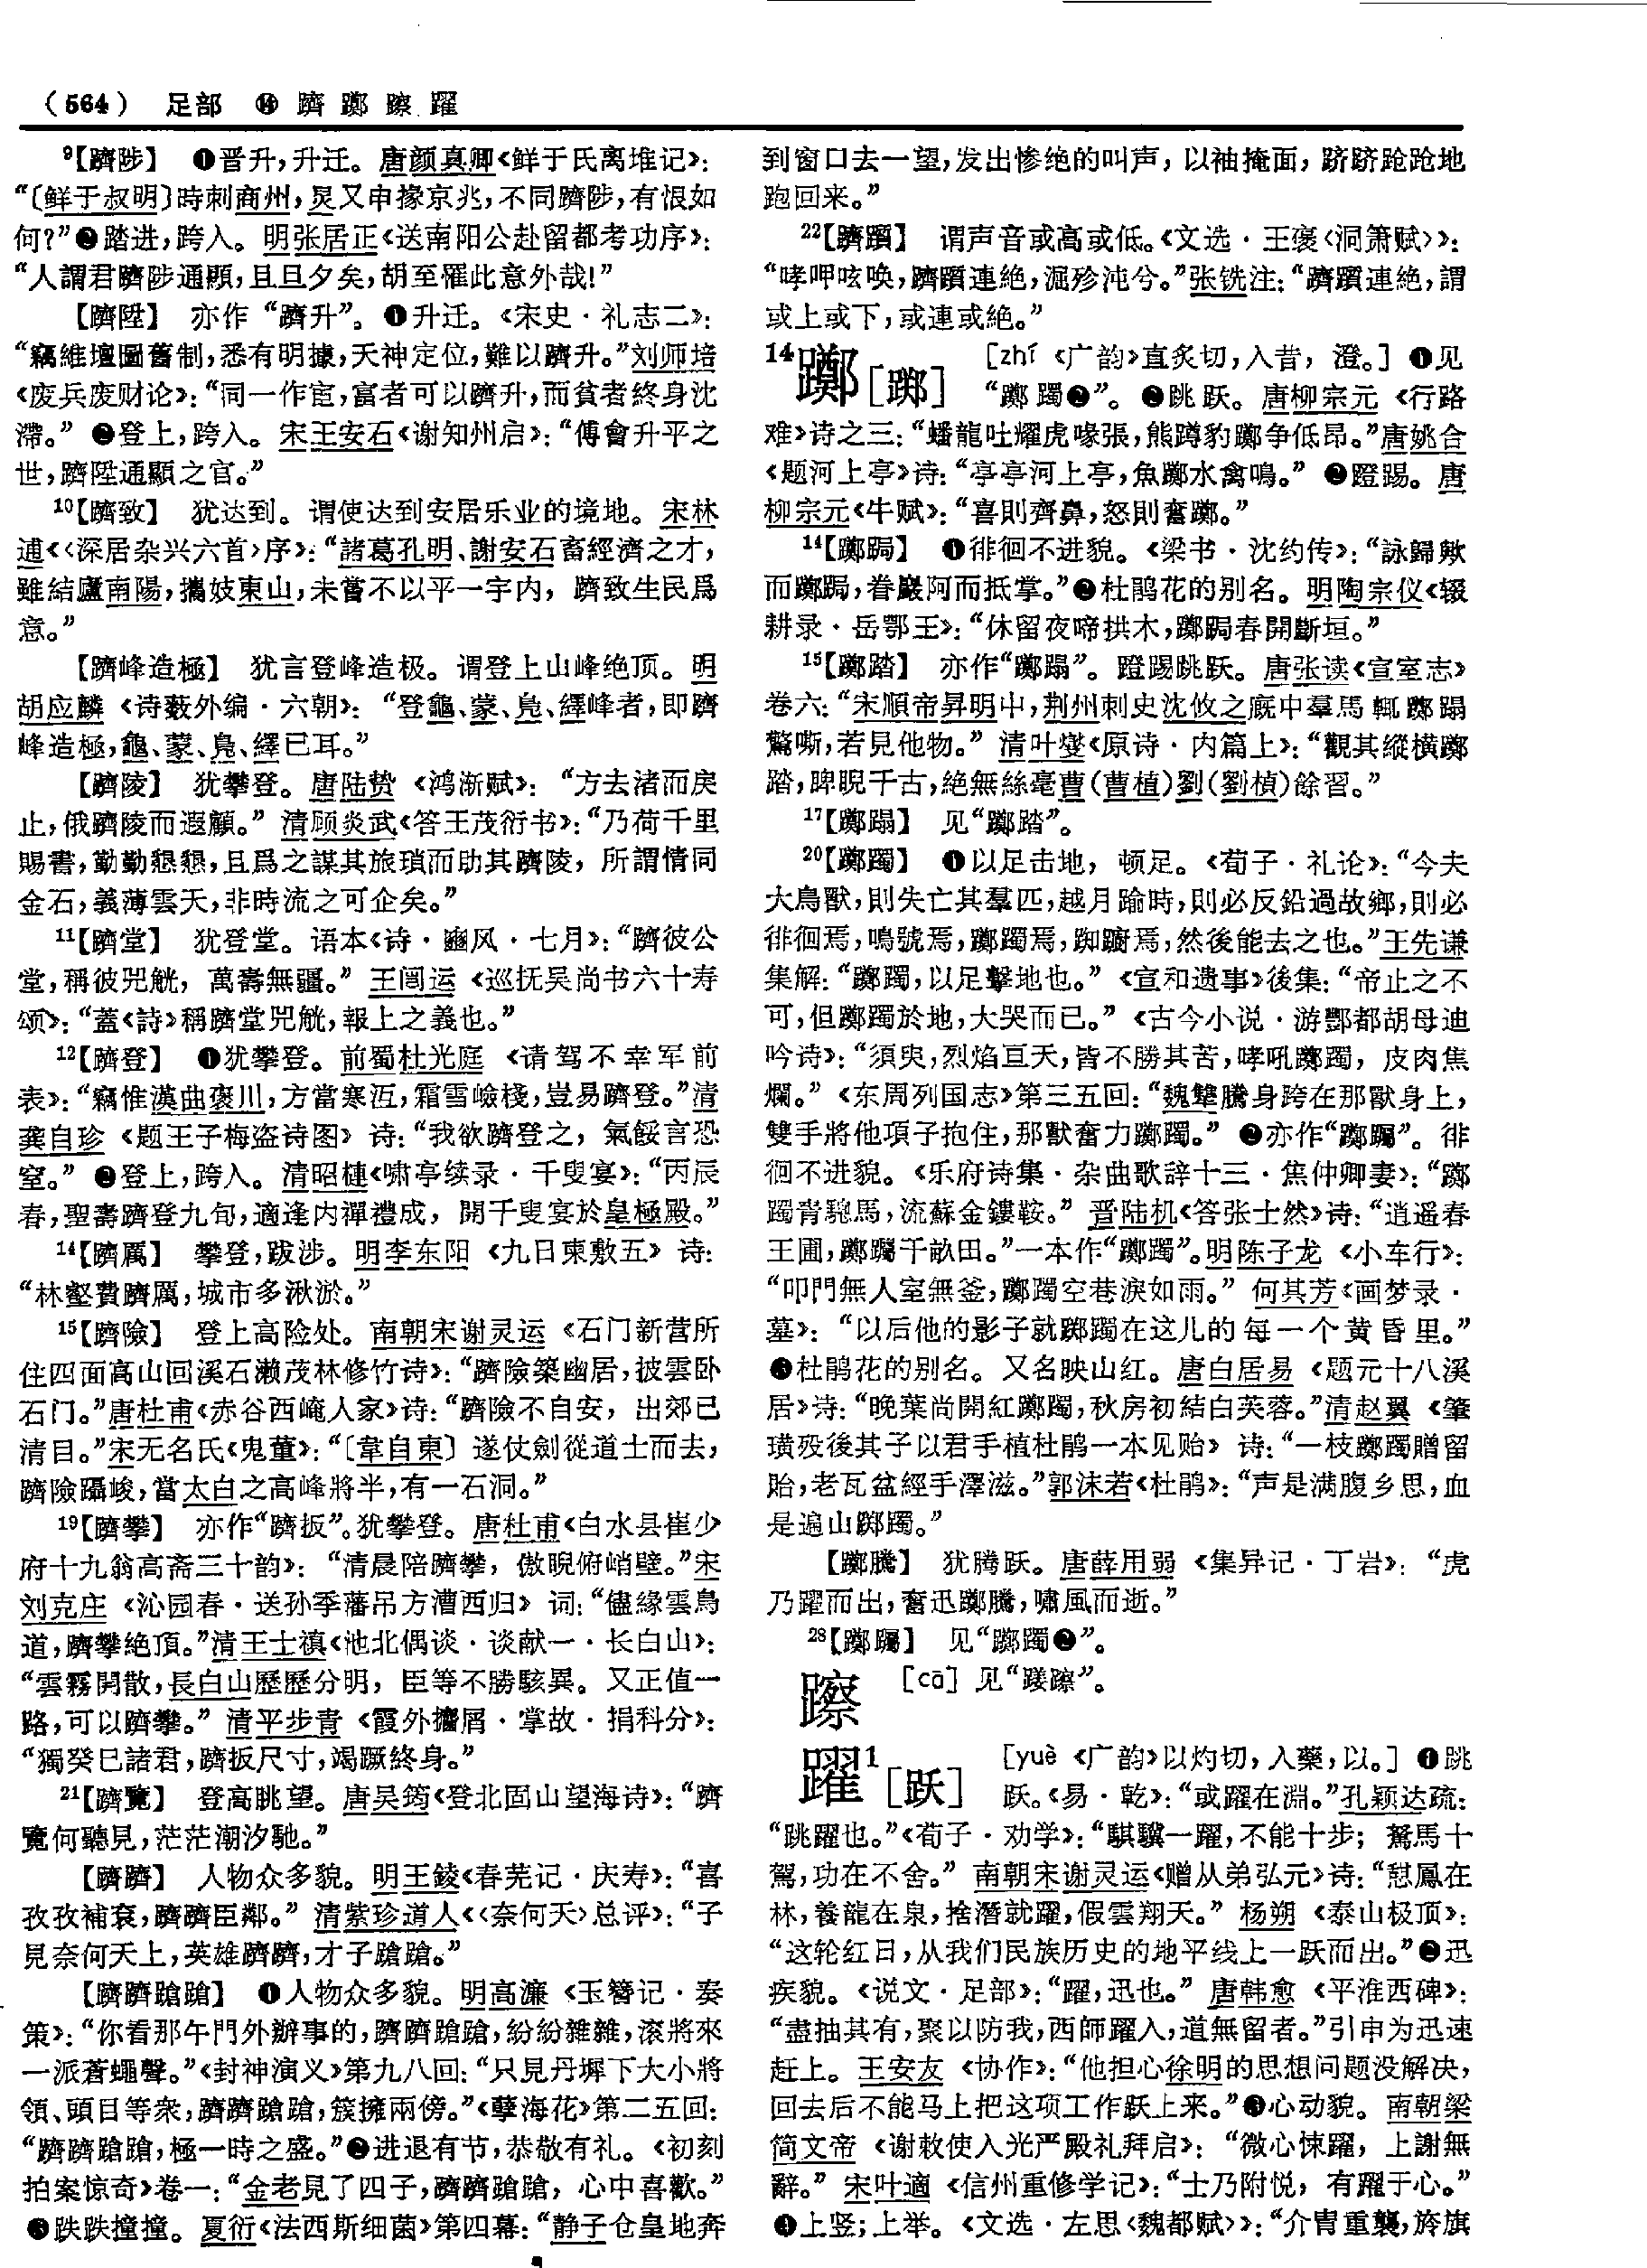 （564） 足部 ⑭ 躋 躑 䠕 躍
9【躋陟】 ❶晋升，升迁。唐颜真卿《鲜于氏离堆记》：
“〔鲜于叔明〕時刺商州，炅又申掾京兆，不同躋陟，有恨如
何？”❷踏进，跨入。明张居正《送南阳公赴留都考功序》：
“人謂君躋陟通顯，且旦夕矣，胡至罹此意外哉！”
【躋陞】 亦作“躋升”。❶升迁。《宋史·礼志二》：
“竊維壇圖舊制，悉有明據，天神定位，難以躋升。”刘师培
《废兵废财论》：“同一作宦，富者可以躋升，而貧者終身沈
滯。”❷登上，跨入。宋王安石《谢知州启》：“傅會升平之
世，躋陞通顯之官。”
10【躋致】 犹达到。谓使达到安居乐业的境地。宋林
逋《〈深居杂兴六首〉序》：“諸葛孔明、謝安石畜經濟之才，
雖結廬南陽，攜妓東山，未嘗不以平一宇内，躋致生民爲
意。”
【躋峰造極】 犹言登峰造极。谓登上山峰绝顶。明
胡应麟《诗薮外编·六朝》：“登龜、蒙、鳧、繹峰者，即躋
峰造極，龜、蒙、鳧、繹已耳。”
【躋陵】 犹攀登。唐陆贽《鸿渐赋》：“方去渚而戾
止，俄躋陵而遐顧。”清顾炎武《答王茂衍书》：“乃荷千里
賜書，勤勤懇懇，且爲之謀其旅瑣而助其躋陵，所謂情同
金石，義薄雲天，非時流之可企矣。”
11【躋堂】 犹登堂。语本《诗·豳风·七月》：“躋彼公
堂，稱彼兕觥，萬壽無疆。”王闿运《巡抚吴尚书六十寿
颂》：“蓋《詩》稱躋堂兕觥，報上之義也。”
12【躋登】 ❶犹攀登。前蜀杜光庭《请驾不幸军前
表》：“竊惟漢曲褒川，方當寒沍，霜雪嶮棧，豈易躋登。”清
龚自珍《题王子梅盗诗图》诗：“我欲躋登之，氣餒言恐
窒。”❷登上，跨入。清昭槤《啸亭续录·千叟宴》：“丙辰
春，聖壽躋登九旬，適逢内禪禮成，開千叟宴於皇極殿。”
14【躋厲】 攀登，跋涉。明李东阳《九日柬敷五》诗：
“林壑費躋厲，城市多湫淤。”
15【躋險】 登上高险处。南朝宋谢灵运《石门新营所
住四面高山回溪石濑茂林修竹诗》：“躋險築幽居，披雲卧
石门。”唐杜甫《赤谷西崦人家》诗：“躋險不自安，出郊已
清目。”宋无名氏《鬼董》：“〔韋自東〕遂仗劍從道士而去，
躋險躡峻，當太白之高峰將半，有一石洞。”
19【躋攀】 亦作“躋扳”。犹攀登。唐杜甫《白水县崔少
府十九翁高斋三十韵》：“清晨陪躋攀，傲睨俯峭壁。”宋
刘克庄《沁园春·送孙季蕃吊方漕西归》词：“儘緣雲鳥
道，躋攀绝頂。”清王士禛《池北偶谈·谈献一·长白山》：
“雲霧開散，長白山歷歷分明，臣等不勝駭異。又正值一
路，可以躋攀。”清平步青《霞外攟屑·掌故·捐科分》：
“獨癸巳諸君，躋扳尺寸，竭蹶終身。”
21【躋覽】 登高眺望。唐吴筠《登北固山望海诗》：“躋
覽何聽見，茫茫潮汐馳。”
【躋躋】 人物众多貌。明王錂《春芜记·庆寿》：“喜
孜孜補袞，躋躋臣鄰。”清紫珍道人《〈奈何天〉总评》：“子
見奈何天上，英雄躋躋，才子蹌蹌。”
【躋躋蹌蹌】 ❶人物众多貌。明高濂《玉簪记·奏
策》：“你看那午門外辦事的，躋躋蹌蹌，紛紛雜雜，滚將來
一派蒼蠅聲。”《封神演义》第九八回：“只見丹墀下大小將
領、頭目等衆，躋躋蹌蹌，簇擁兩傍。”《孽海花》第二五回：
“躋躋蹌蹌，極一時之盛。”❷进退有节，恭敬有礼。《初刻
拍案惊奇》卷一：“金老見了四子，躋躋蹌蹌，心中喜歡。”
❸跌跌撞撞。夏衍《法西斯细菌》第四幕：“静子仓皇地奔
到窗口去一望，发出惨绝的叫声，以袖掩面，跻跻跄跄地
跑回来。”
22【躋躓】 谓声音或高或低。《文选·王褒〈洞箫赋〉》：
“哮呷呟唤，躋躓連絶，淈殄沌兮。”张铣注：“躋躓連絶，謂
或上或下，或連或絶。”
14躑［踯］ ［zhí 《广韵》直炙切，入昔，澄。］❶见
“躑躅❷”。❷跳跃。唐柳宗元《行路
难》诗之三：“蟠龍吐耀虎喙張，熊蹲豹躑争低昂。”唐姚合
《题河上亭》诗：“亭亭河上亭，魚躑水禽鳴。”❷蹬踢。唐
柳宗元《牛赋》：“喜則齊鼻，怒則奮躑。”
14【躑跼】 ❶徘徊不进貌。《梁书·沈约传》：“詠歸歟
而躑跼，眷巖阿而抵掌。”❷杜鹃花的别名。明陶宗仪《辍
耕录·岳鄂王》：“休留夜啼拱木，躑跼春開斷垣。”
15【躑踏】 亦作“躑蹋”。蹬踢跳跃。唐张读《宣室志》
卷六：“宋順帝昇明中，荆州刺史沈攸之廐中羣馬輒躑蹋
驚嘶，若見他物。”清叶燮《原诗·内篇上》：“觀其縱横躑
踏，睥睨千古，絶無絲毫曹（曹植）劉（劉楨）餘習。”
17【躑蹋】 见“躑踏”。
20【躑躅】 ❶以足击地，顿足。《荀子·礼论》：“今夫
大鳥獸，則失亡其羣匹，越月踰時，則必反鉛過故鄉，則必
徘徊焉，鳴號焉，躑躅焉，踟躕焉，然後能去之也。”王先谦
集解：“躑躅，以足擊地也。”《宣和遗事》後集：“帝止之不
可，但躑躅於地，大哭而已。”《古今小说·游酆都胡母迪
吟诗》：“須臾，烈焰亘天，皆不勝其苦，哮吼躑躅，皮肉焦
爛。”《东周列国志》第三五回：“魏犨騰身跨在那獸身上，
雙手將他項子抱住，那獸奮力躑躅。”❷亦作“躑躅”。徘
徊不进貌。《乐府诗集·杂曲歌辞十三·焦仲卿妻》：“躑
躅青驄馬，流蘇金鏤鞍。”晋陆机《答张士然》诗：“逍遥春
王圃，躑躅千畝田。”一本作“躑躅”。明陈子龙《小车行》：
“叩門無人室無釜，躑躅空巷淚如雨。”何其芳《画梦录·
墓》：“以后他的影子就踯躅在这儿的每一个黄昏里。”
❸杜鹃花的别名。又名映山红。唐白居易《题元十八溪
居》诗：“晚葉尚開紅躑躅，秋房初結白芙蓉。”清赵翼《肇
璜殁後其子以君手植杜鹃一本见贻》诗：“一枝躑躅贈留
貽，老瓦盆經手澤滋。”郭沫若《杜鹃》：“声是满腹乡思，血
是遍山踯躅。”
【躑騰】 犹腾跃。唐薛用弱《集异记·丁岩》：“虎
乃躍而出，奮迅躑騰，嘯風而逝。”
28【躑躅】 见“躑躅❷”。
䠕 ［cā］见“蹉䠕”。
躍1［跃］ ［yuè 《广韵》以灼切，入藥，以。］❶跳
跃。《易·乾》：“或躍在淵。”孔颖达疏：
“跳躍也。”《荀子·劝学》：“騏驥一躍，不能十步；駑馬十
駕，功在不舍。”南朝宋谢灵运《赠从弟弘元》诗：“懟鳳在
林，養龍在泉，捨潛就躍，假雲翔天。”杨朔《泰山极顶》：
“这轮红日，从我们民族历史的地平线上一跃而出。”❷迅
疾貌。《说文·足部》：“躍，迅也。”唐韩愈《平淮西碑》：
“盡抽其有，聚以防我，西師躍入，道無留者。”引申为迅速
赶上。王安友《协作》：“他担心徐明的思想问题没解决，
回去后不能马上把这项工作跃上来。”❸心动貌。南朝梁
简文帝《谢敕使入光严殿礼拜启》：“微心悚躍，上謝無
辭。”宋叶適《信州重修学记》：“士乃附悦，有躍于心。”
❹上竖；上举。《文选·左思〈魏都赋〉》：“介胄重襲，旍旗